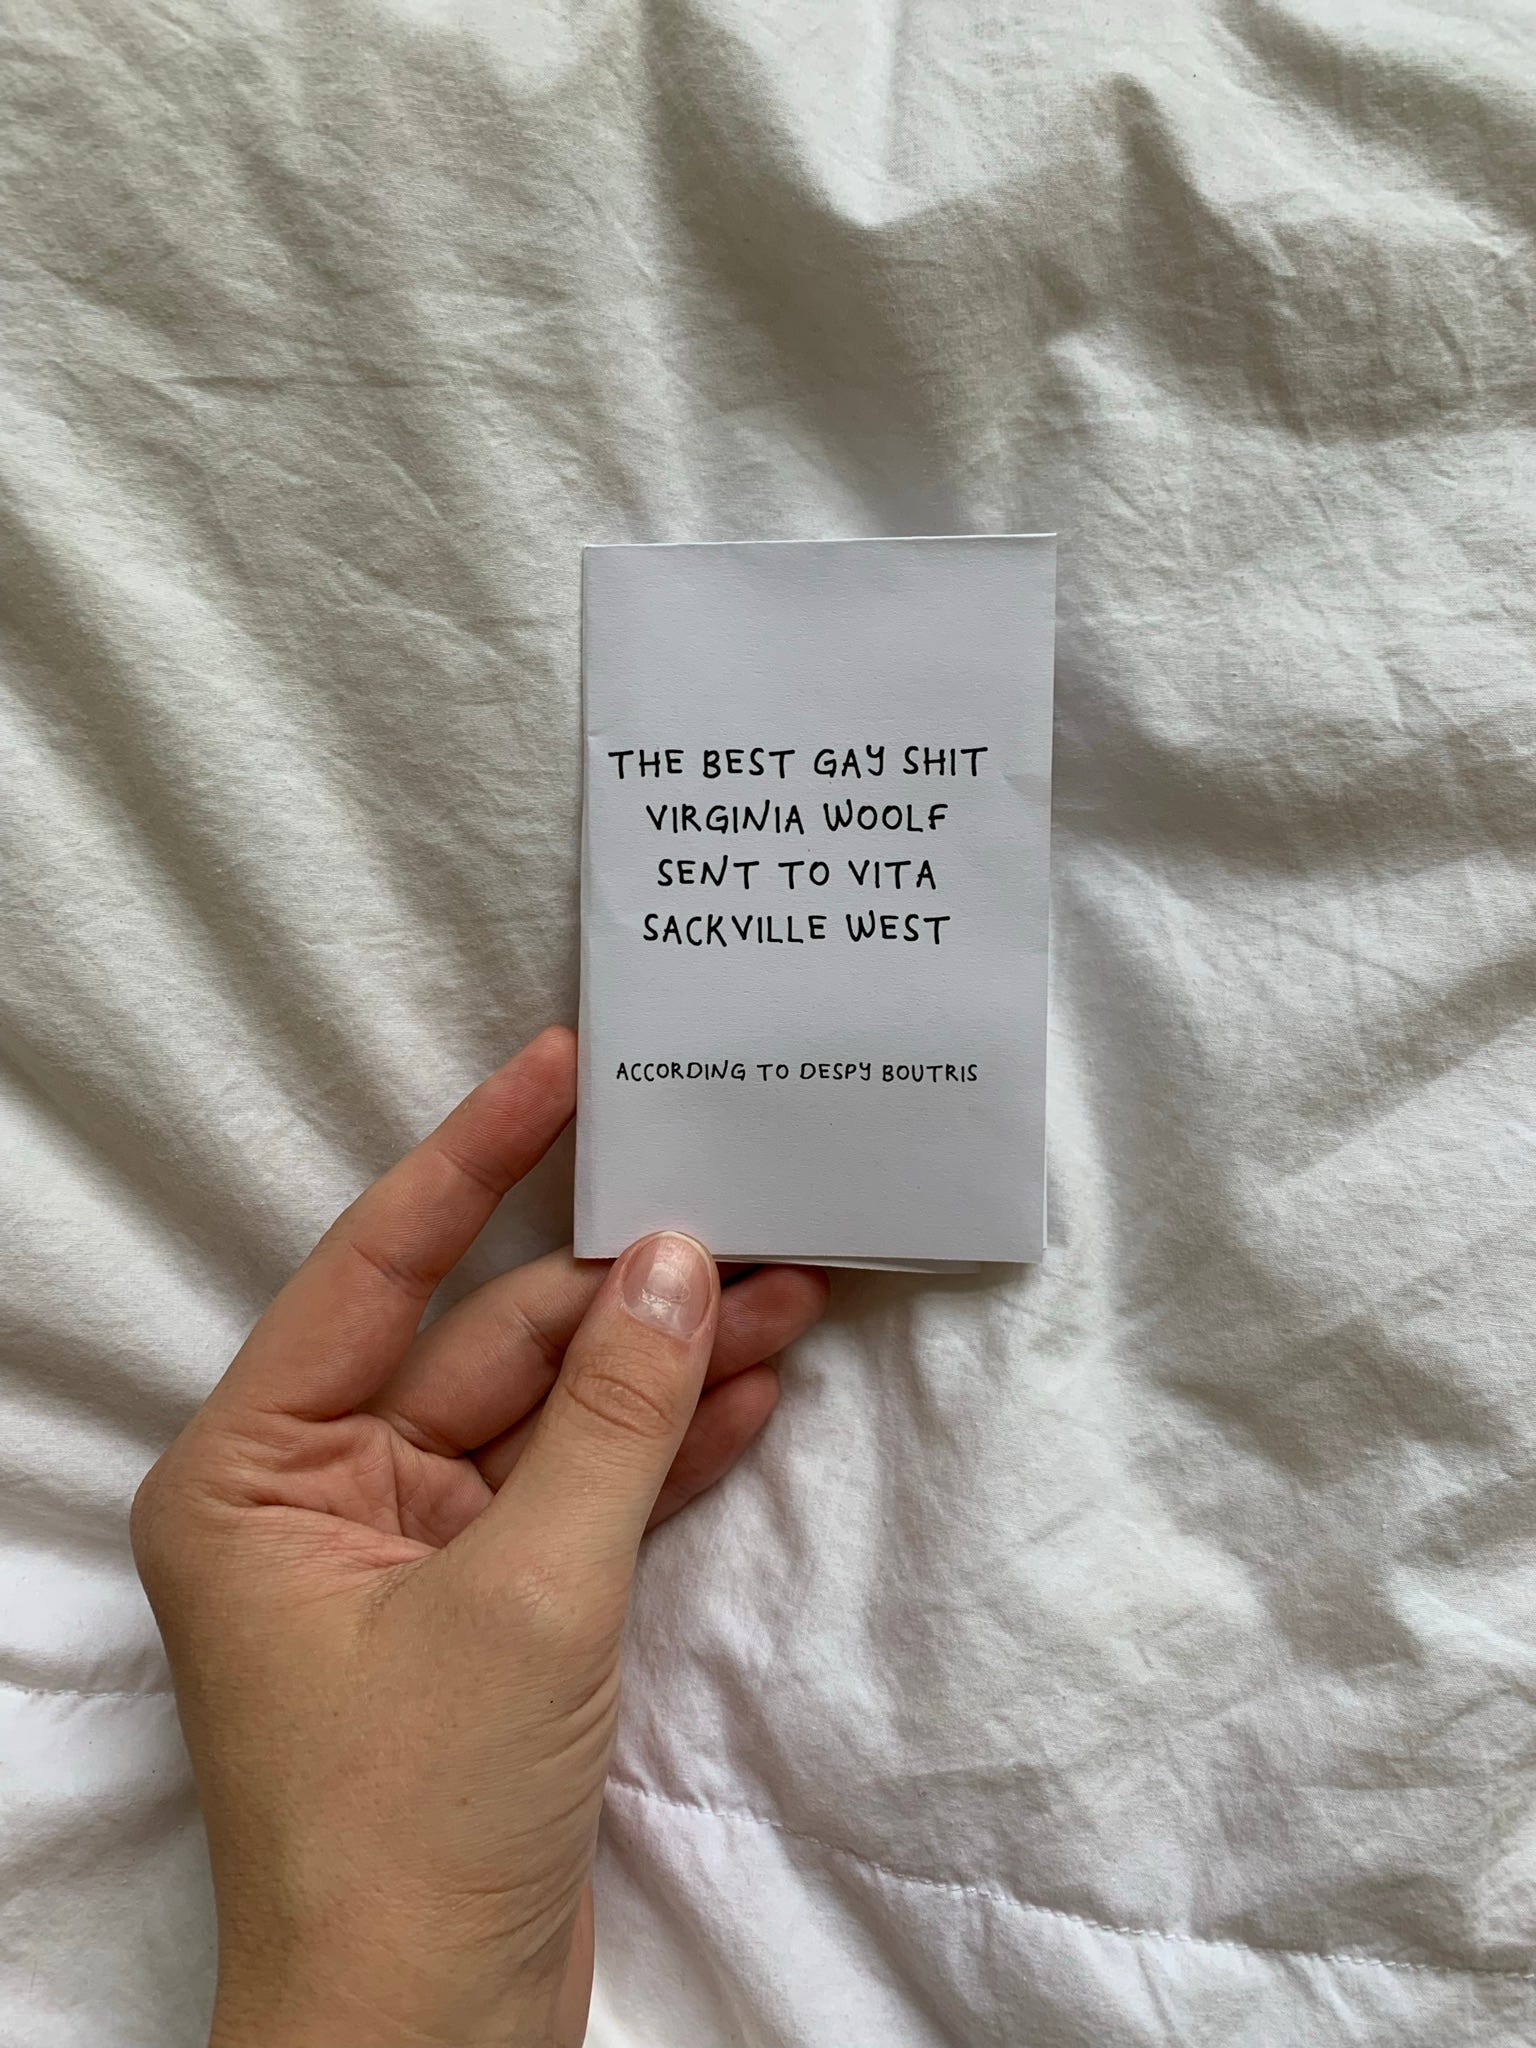 THE BEST GAY SHIT
VIRGINIA WOOLF
SENT TO VITA
SACKVILLE WEST
ACCORDING TO DESPY BOUTRIS